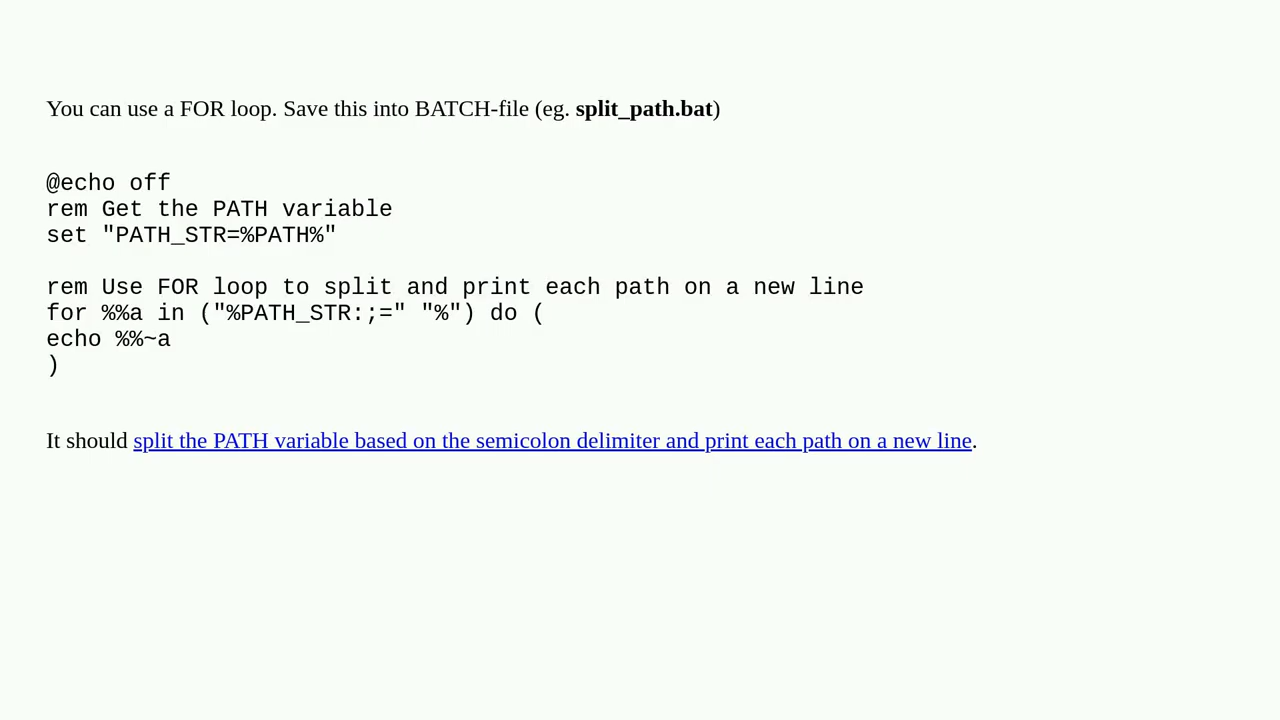 You can use a FOR loop. Save this into BATCH-file (eg. split_path.bat)
@echo off
rem Get the PATH variable
set "PATH_STR=%PATH%"
rem Use FOR loop to split and print each path on a new line
for %%a in ("%PATH_STR:;=" "%") do (
echo %%~a
)
It should split the PATH variable based on the semicolon delimiter and print each path on a new line.